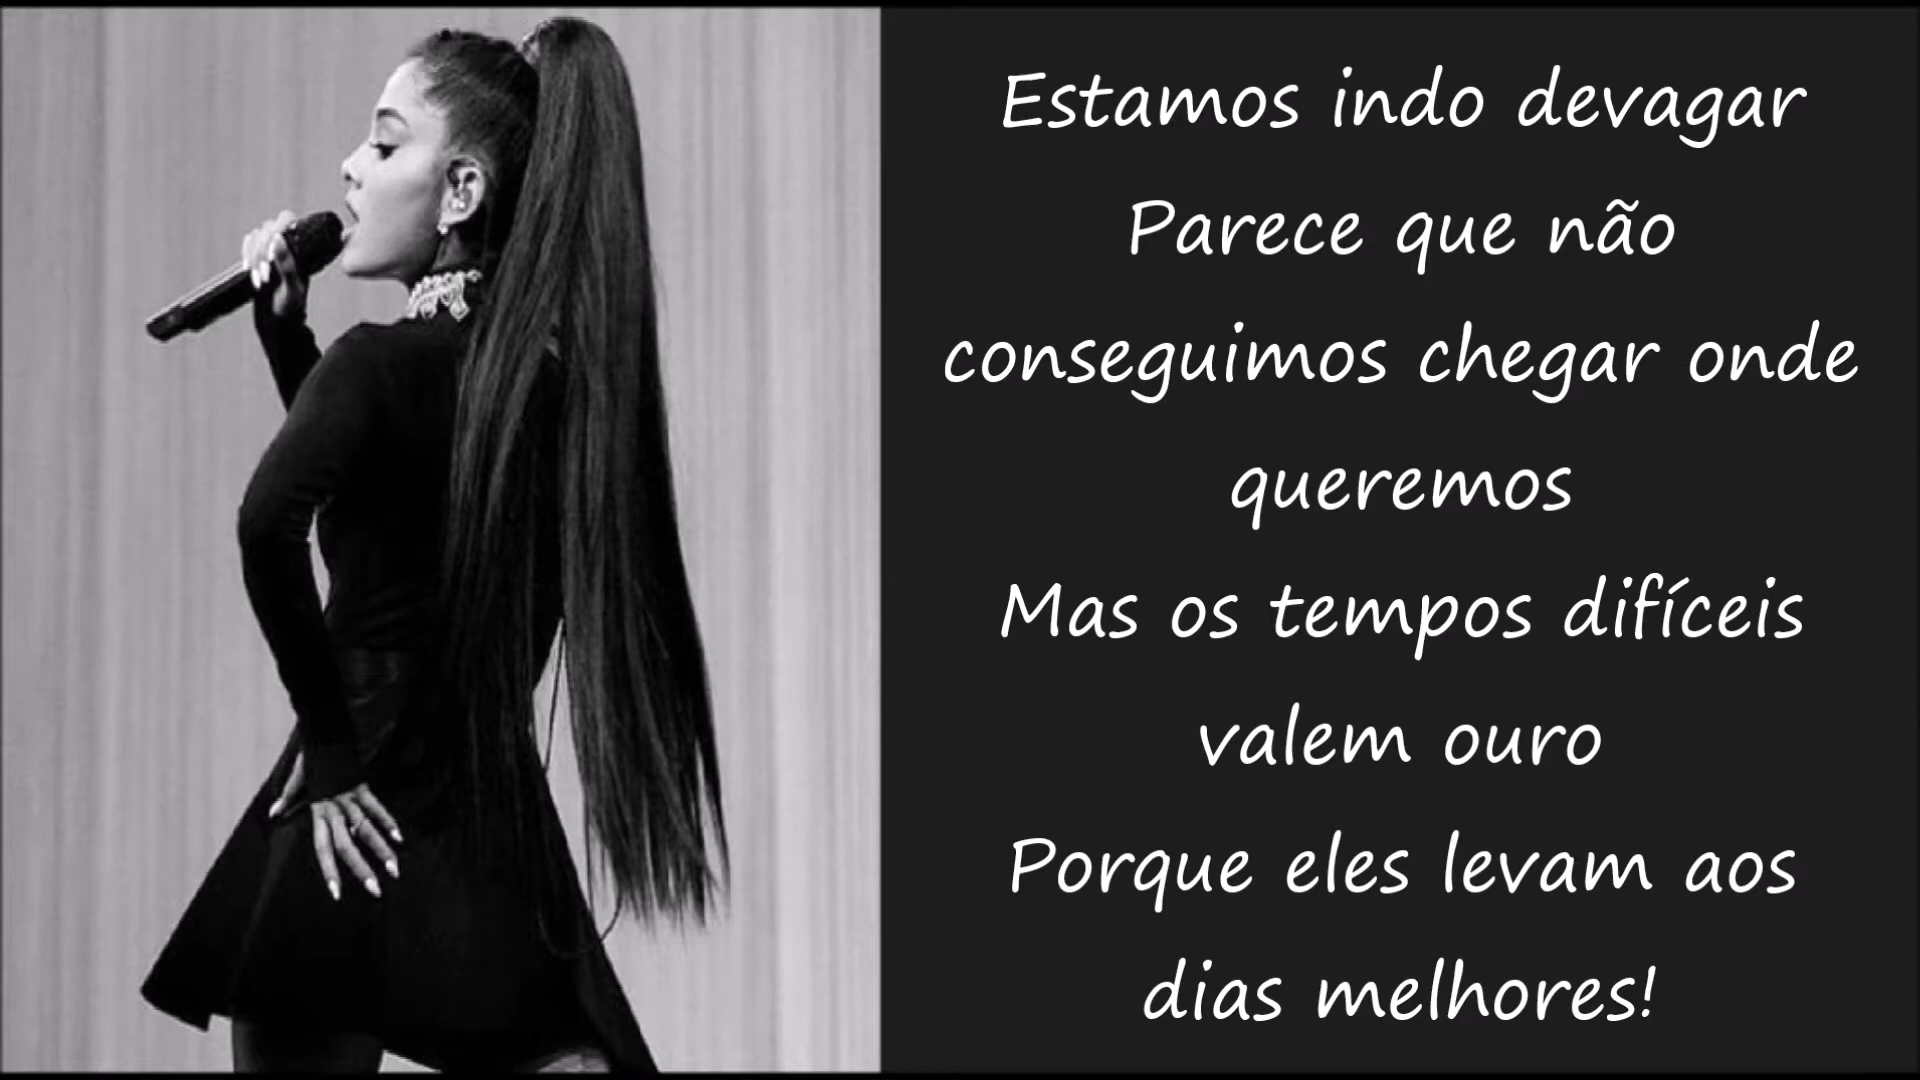 Estamos indo devagar
Parece que não
conseguimos chegar onde
queremos
Mas os tempos difíceis
valem ouro
Porque eles levam aos
dias melhores!